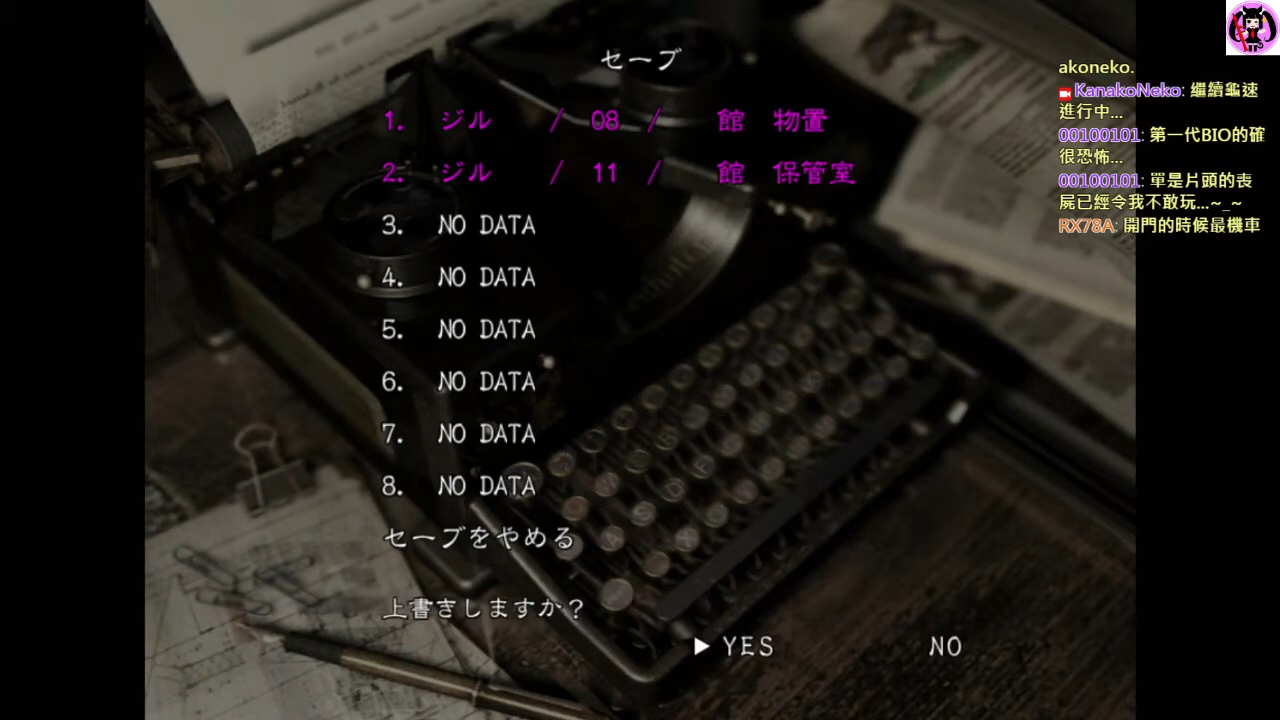 セーブ
1. ジル / 08 / 館 物置
2. ジル / 11 / 館 保管室
3. NO DATA
4. NO DATA
5. NO DATA
6. NO DATA
7. NO DATA
8. NO DATA
セーブをやめる
上書きしますか?
▶ YES NO
akoneko.
KanakoNeko: 繼續龜速
進行中...
00100101: 第一代BIO的確
很恐怖...
00100101: 單是片頭的喪
屍已經令我不敢玩...~_~
RX78A: 開門的時候最機車